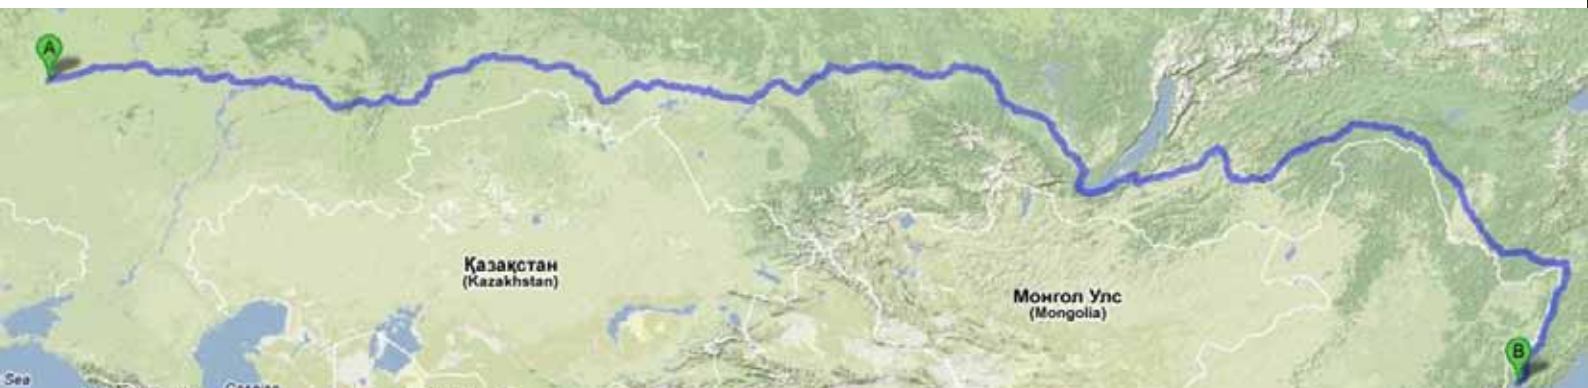 A
Қазақстан
(Kazakhstan)
Монгол Улс
(Mongolia)
B
Sea